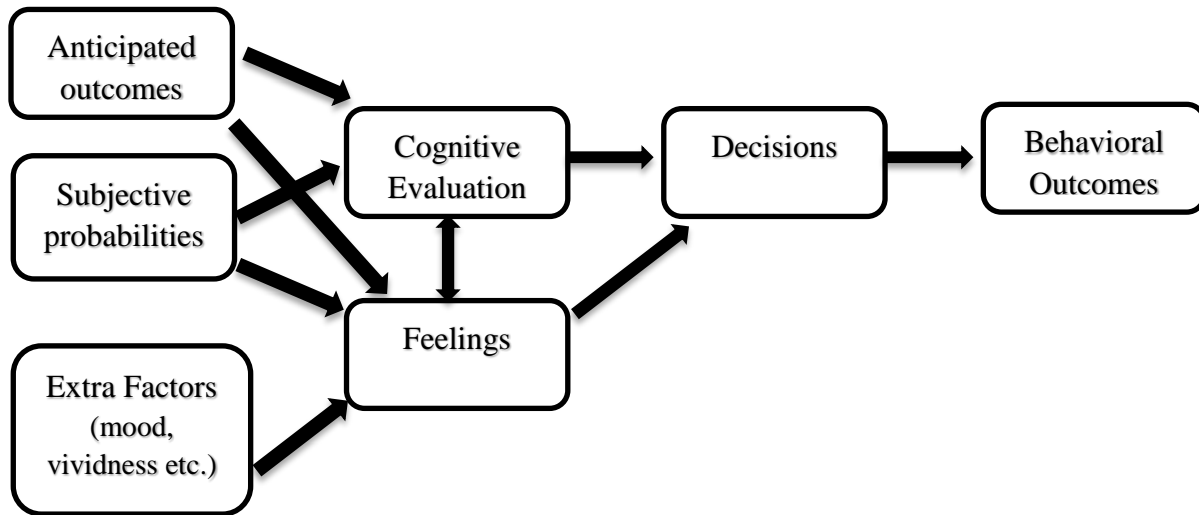 Anticipated
outcomes
Subjective
probabilities
Extra Factors
(mood,
vividness etc.)
Cognitive
Evaluation
Feelings
Decisions
Behavioral
Outcomes